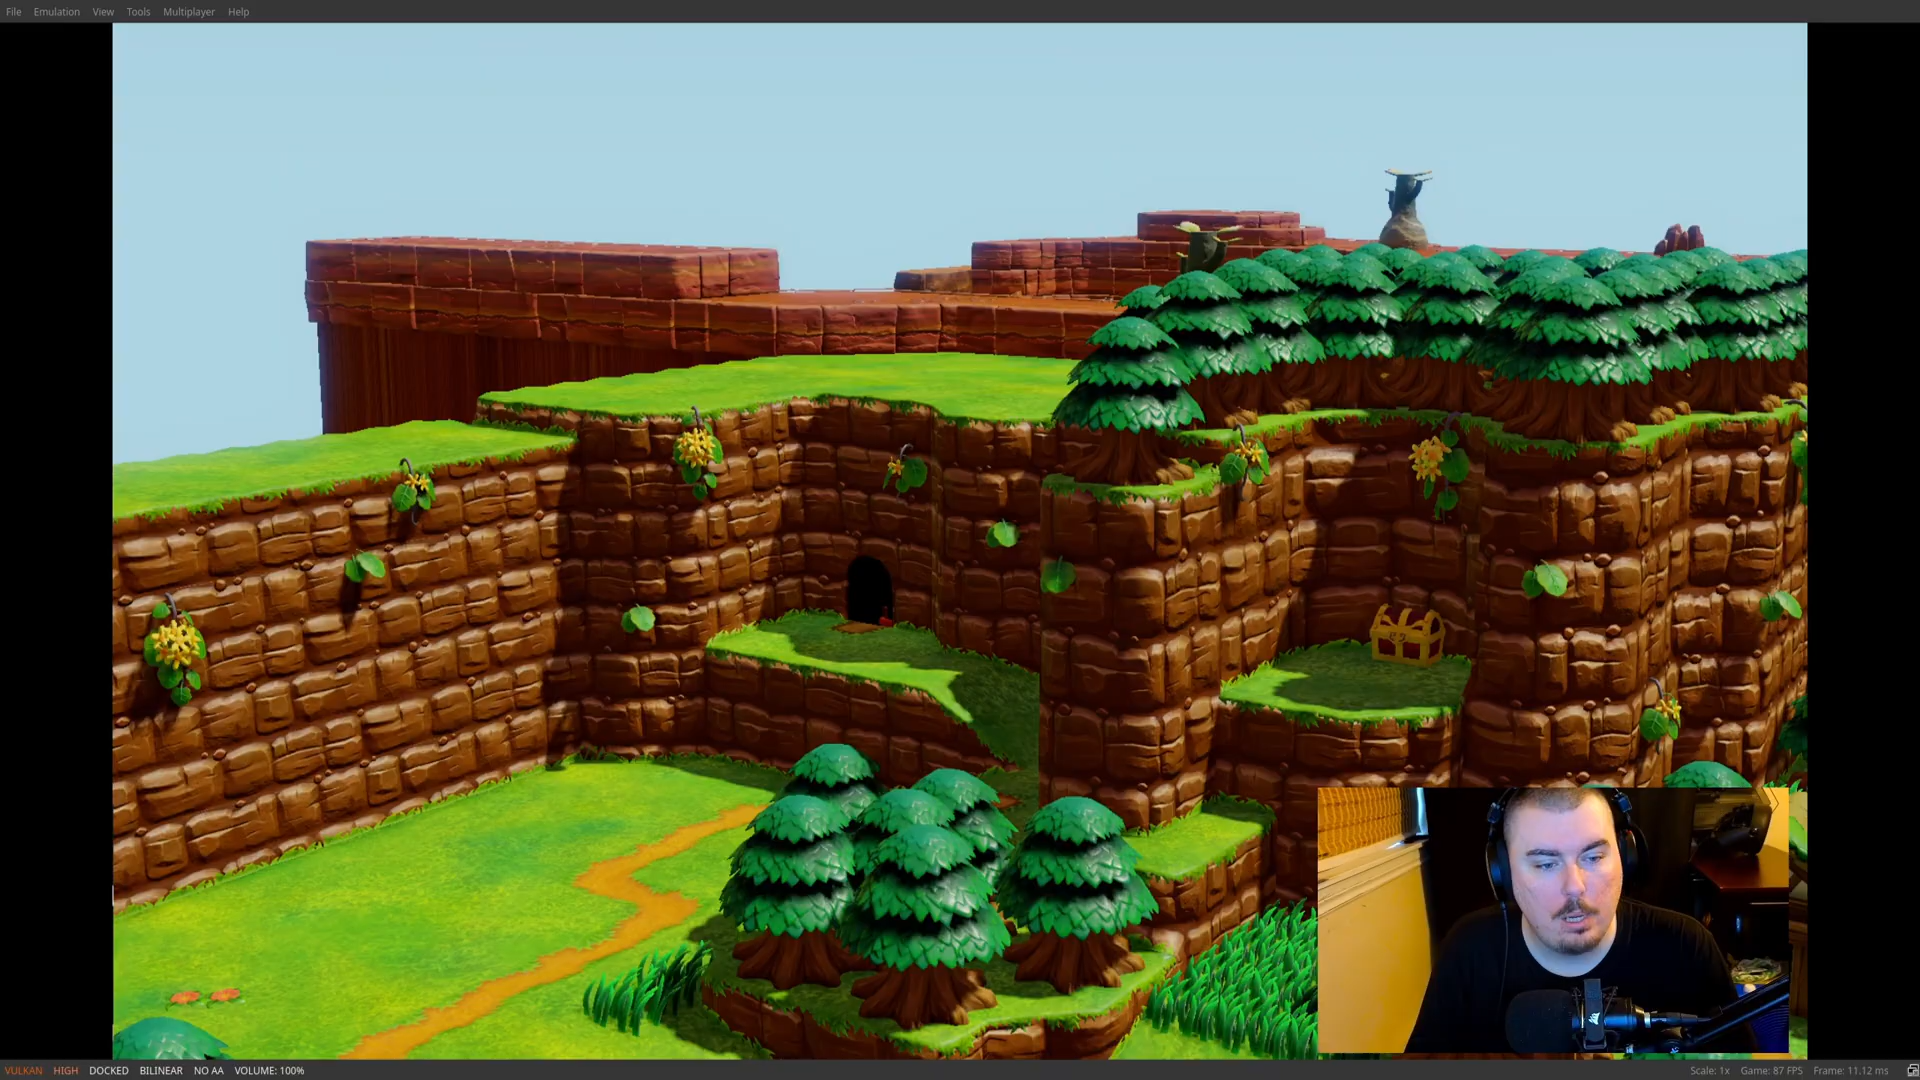 File Emulation View Tools Multiplayer Help
VULKAN HIGH DOCKED BILINEAR NO AA VOLUME: 100% Scale: 1x Game: 87 FPS Frame: 11.12 ms